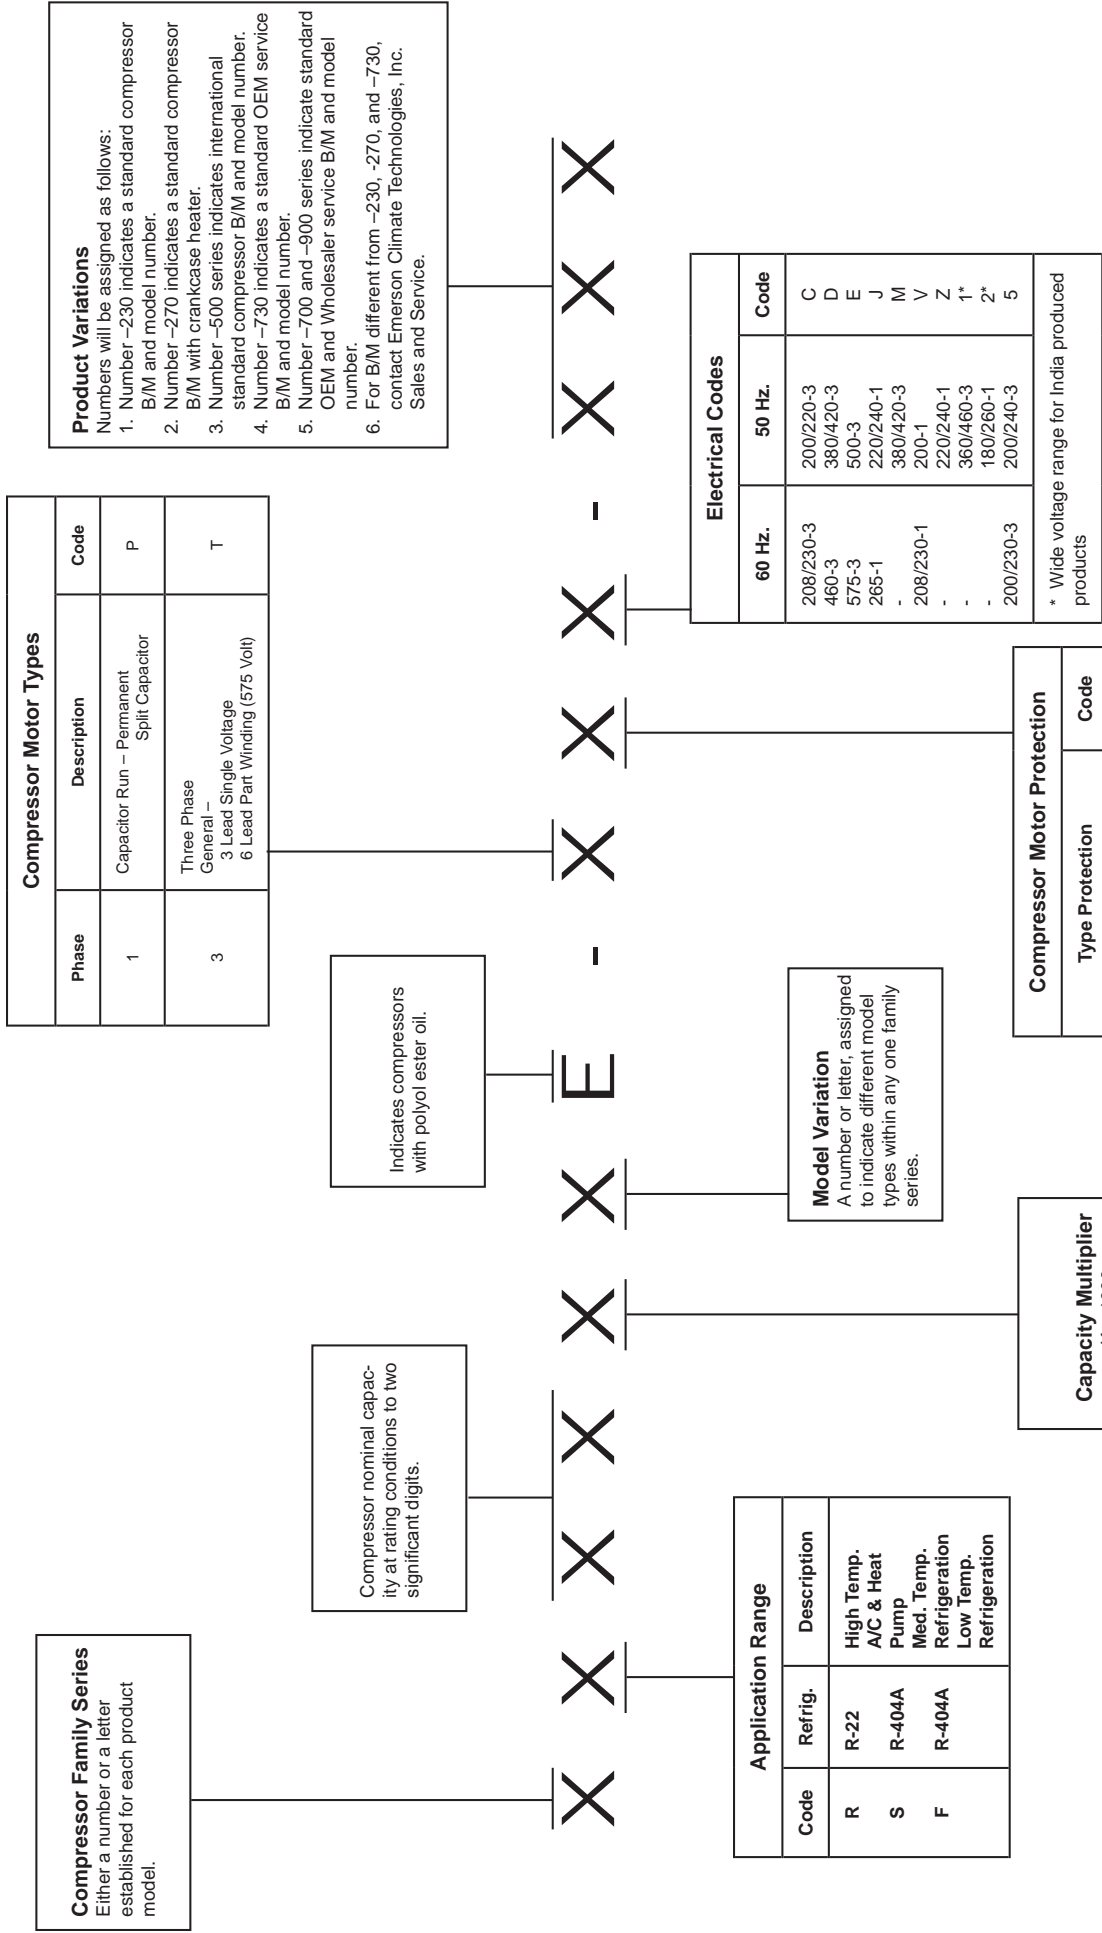 Compressor Family Series
Either a number or a letter
established for each product
model.
Compressor nominal capac-
ity at rating conditions to two
significant digits.
Indicates compressors
with polyol ester oil.
Compressor Motor Types
Phase Description Code
1 Capacitor Run – Permanent P
Split Capacitor
Three Phase
General –
3 3 Lead Single Voltage T
6 Lead Part Winding (575 Volt)
Product Variations
Numbers will be assigned as follows:
1. Number –230 indicates a standard compressor
B/M and model number.
2. Number –270 indicates a standard compressor
B/M with crankcase heater.
3. Number –500 series indicates international
standard compressor B/M and model number.
4. Number –730 indicates a standard OEM service
B/M and model number.
5. Number –700 and –900 series indicate standard
OEM and Wholesaler service B/M and model
number.
6. For B/M different from –230, -270, and –730,
contact Emerson Climate Technologies, Inc.
Sales and Service.
X X X X X X E - X X X - X X X
Application Range
Code Refrig. Description
R R-22 High Temp.
A/C & Heat
S R-404A Pump
Med. Temp.
F R-404A Refrigeration
Low Temp.
Refrigeration
Capacity Multiplier
Model Variation
A number or letter, assigned
to indicate different model
types within any one family
series.
Compressor Motor Protection
Type Protection Code
Electrical Codes
60 Hz. 50 Hz. Code
208/230-3 200/220-3 C
460-3 380/420-3 D
575-3 500-3 E
265-1 220/240-1 J
- 380/420-3 M
208/230-1 200-1 V
- 220/240-1 Z
- 360/460-3 1*
- 180/260-1 2*
200/230-3 200/240-3 5
* Wide voltage range for India produced
products